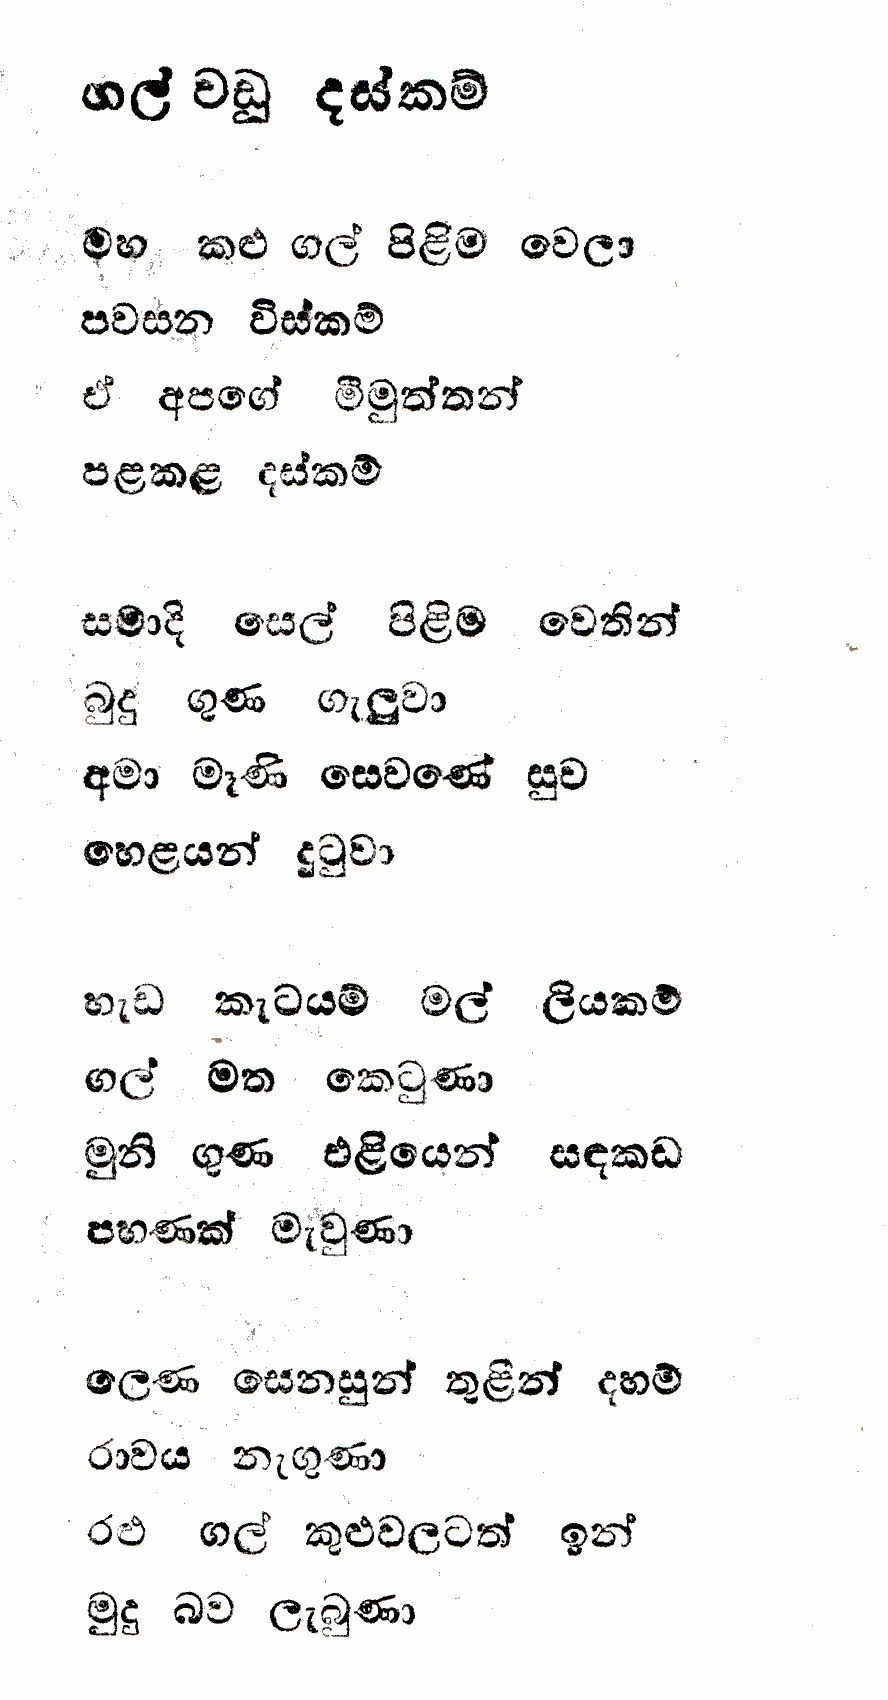 ගල් වඩු දස්කම්
මහ කළු ගල් පිළිම වෙලා
පවසන විස්කම්
ඒ අපගේ මීමුත්තන්
පළකළ දස්කම්
සමාදි සෙල් පිළිම වෙතින්
බුදු ගුණ ගැලුවා
අමා මෑණි සෙවණේ සුව
හෙළයන් දුටුවා
හැඩ කැටයම් මල් ලියකම්
ගල් මත කෙටුණා
මුනි ගුණ එළියෙන් සඳකඩ
පහණක් මැවුණා
ලෙණ සෙනසුන් තුළින් දහම්
රාවය නැගුණා
රළු ගල් කුළුවලටත් ඉන්
මුදු බව ලැබුණා